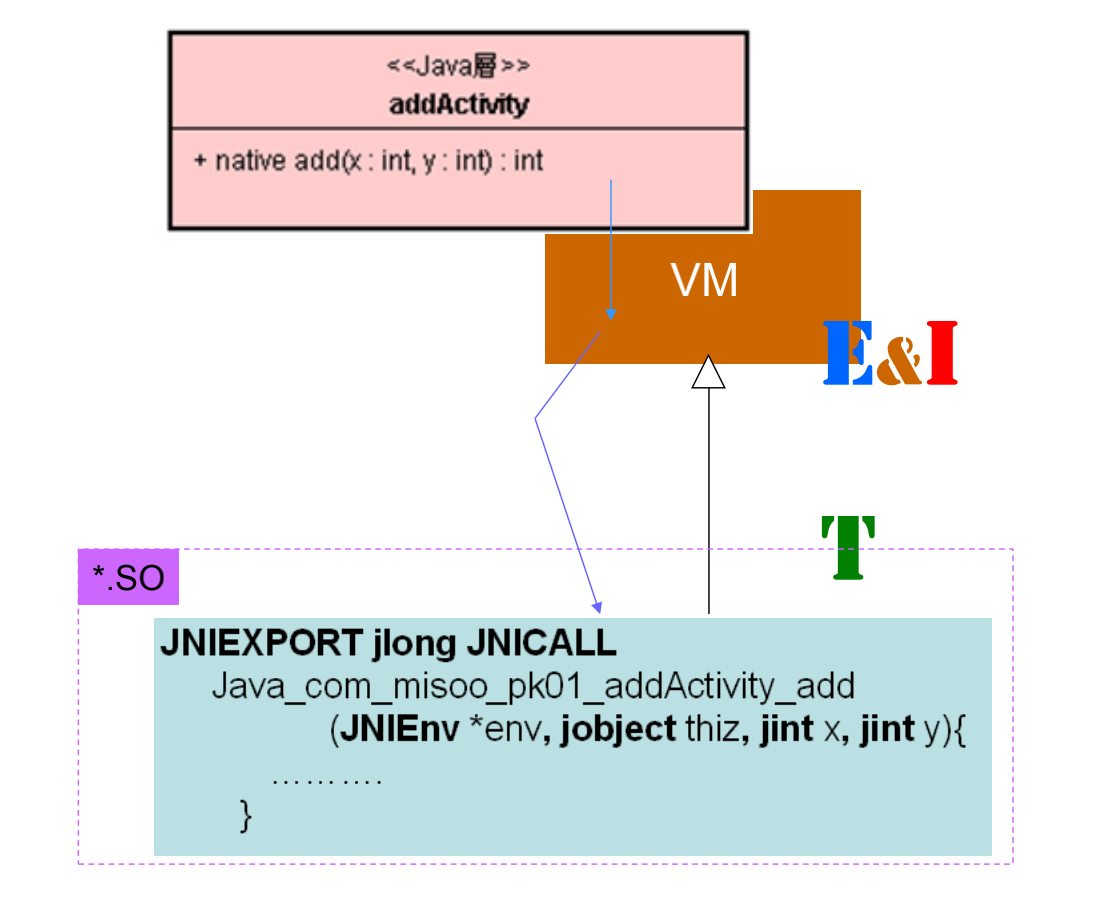 <<Java層>>
addActivity
+ native add(x : int, y : int) : int
VM
E&I
T
*.SO
JNIEXPORT jlong JNICALL
Java_com_misoo_pk01_addActivity_add
(JNIEnv *env, jobject thiz, jint x, jint y){
……….
}